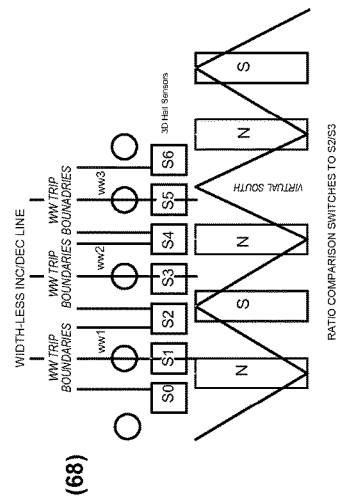 (68)
WIDTH-LESS INC/DEC LINE
WW TRIP
BOUNDARIES
WW TRIP
BOUNDARIES
WW TRIP
BOUNADRIES
ww1
ww2
ww3
S0
S1
S2
S3
S4
S5
S6
3D Hall Sensors
N
S
N
VIRTUAL SOUTH
N
S
RATIO COMPARISON SWITCHES TO S2/S3